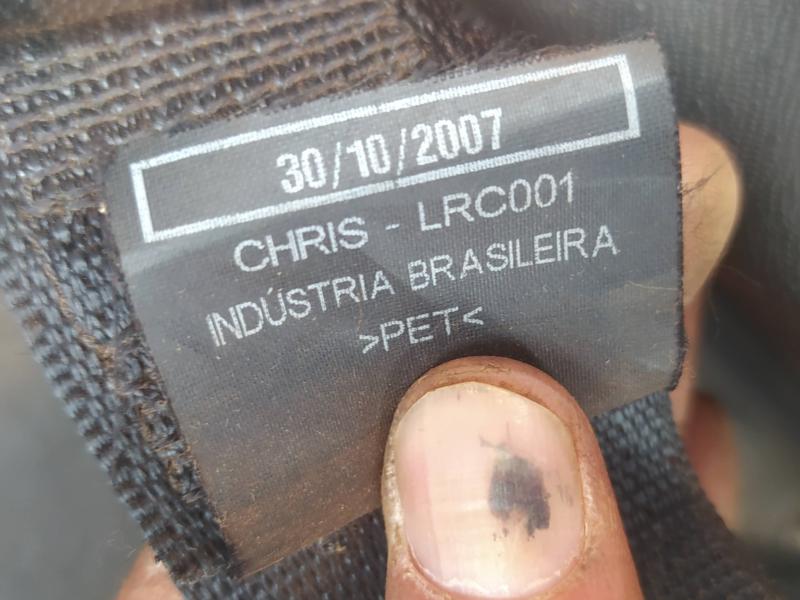 30/10/2007
CHRIS - LRC001
INDÚSTRIA BRASILEIRA
>PET<